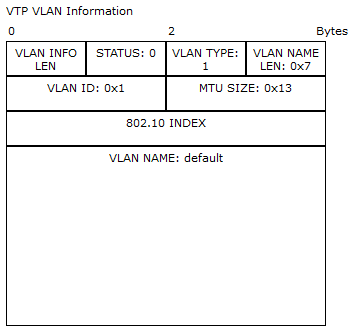 VTP VLAN Information
0 2 Bytes
VLAN INFO LEN
STATUS: 0
VLAN TYPE: 1
VLAN NAME LEN: 0x7
VLAN ID: 0x1
MTU SIZE: 0x13
802.10 INDEX
VLAN NAME: default